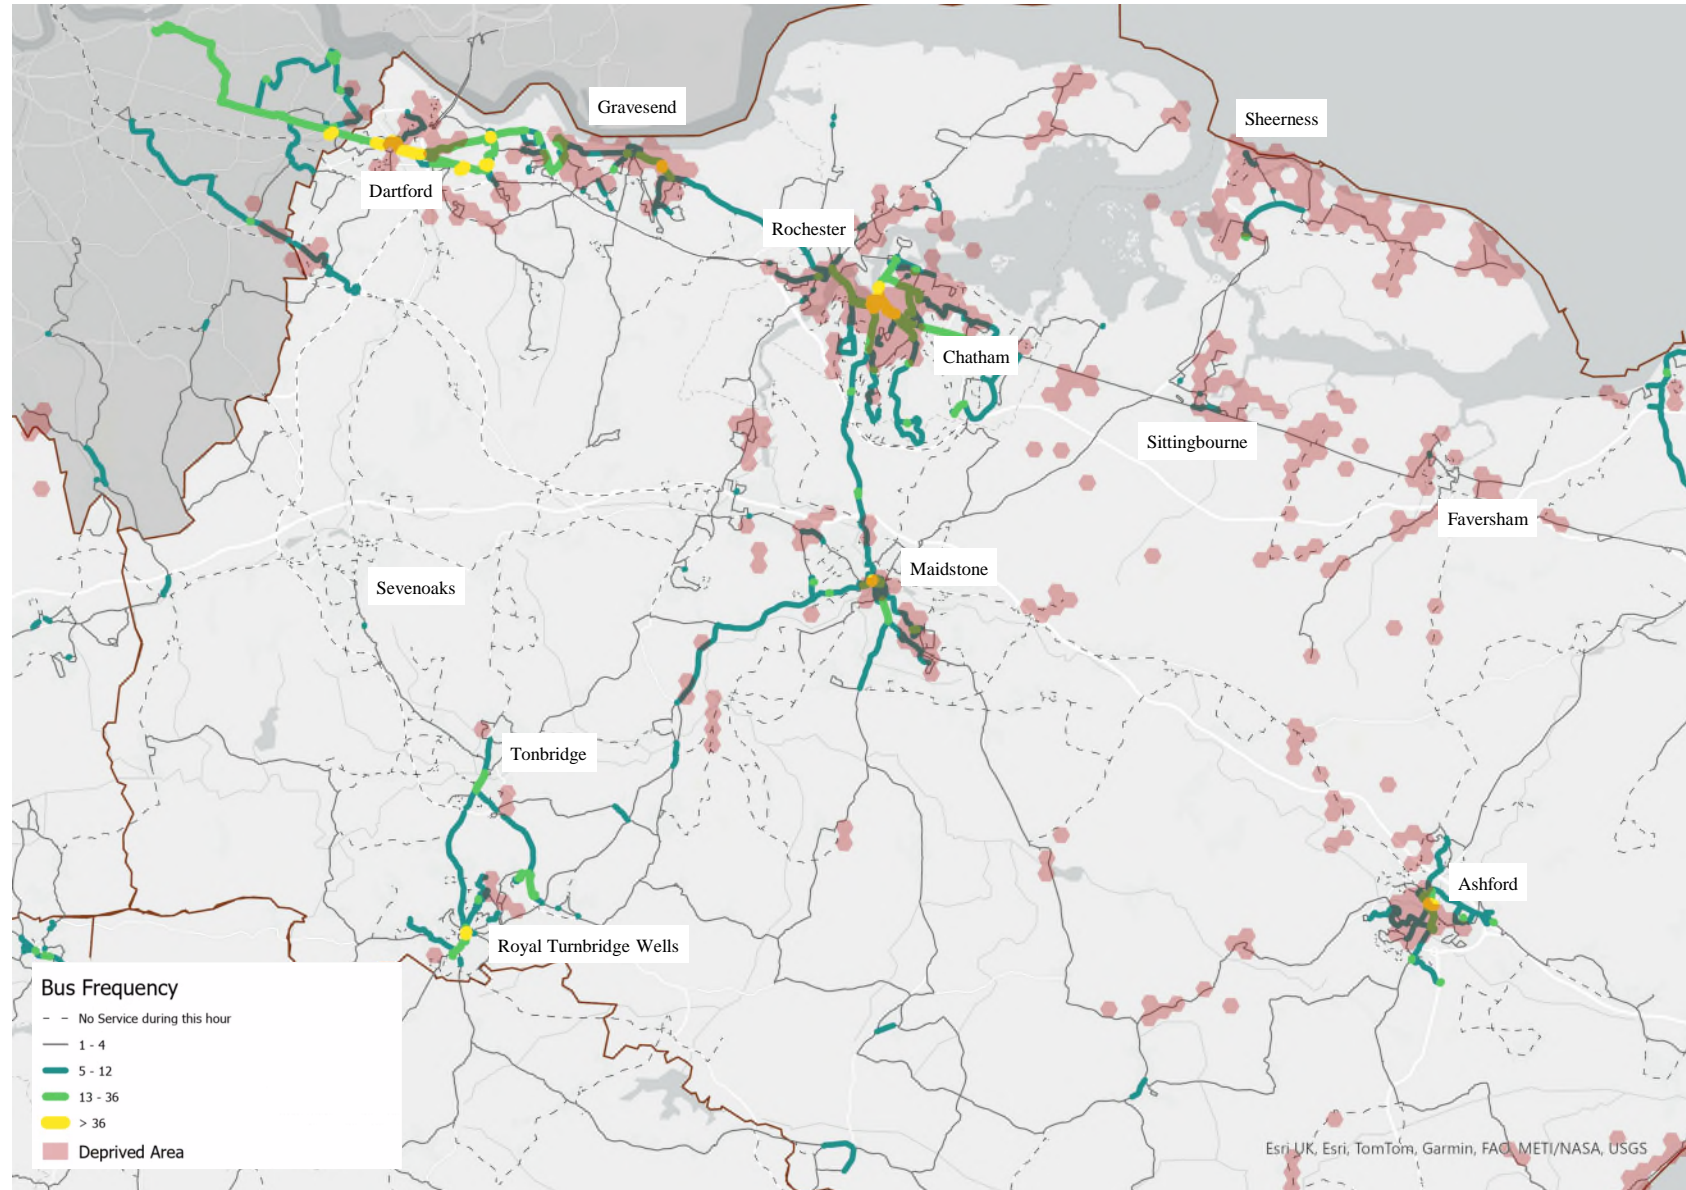 Gravesend
Sheerness
Dartford
Rochester
Chatham
Sittingbourne
Faversham
Maidstone
Sevenoaks
Tonbridge
Ashford
Royal Turnbridge Wells
Bus Frequency
No Service during this hour
1 - 4
5 - 12
13 - 36
> 36
Deprived Area
Esri UK, Esri, TomTom, Garmin, FAO, METI/NASA, USGS